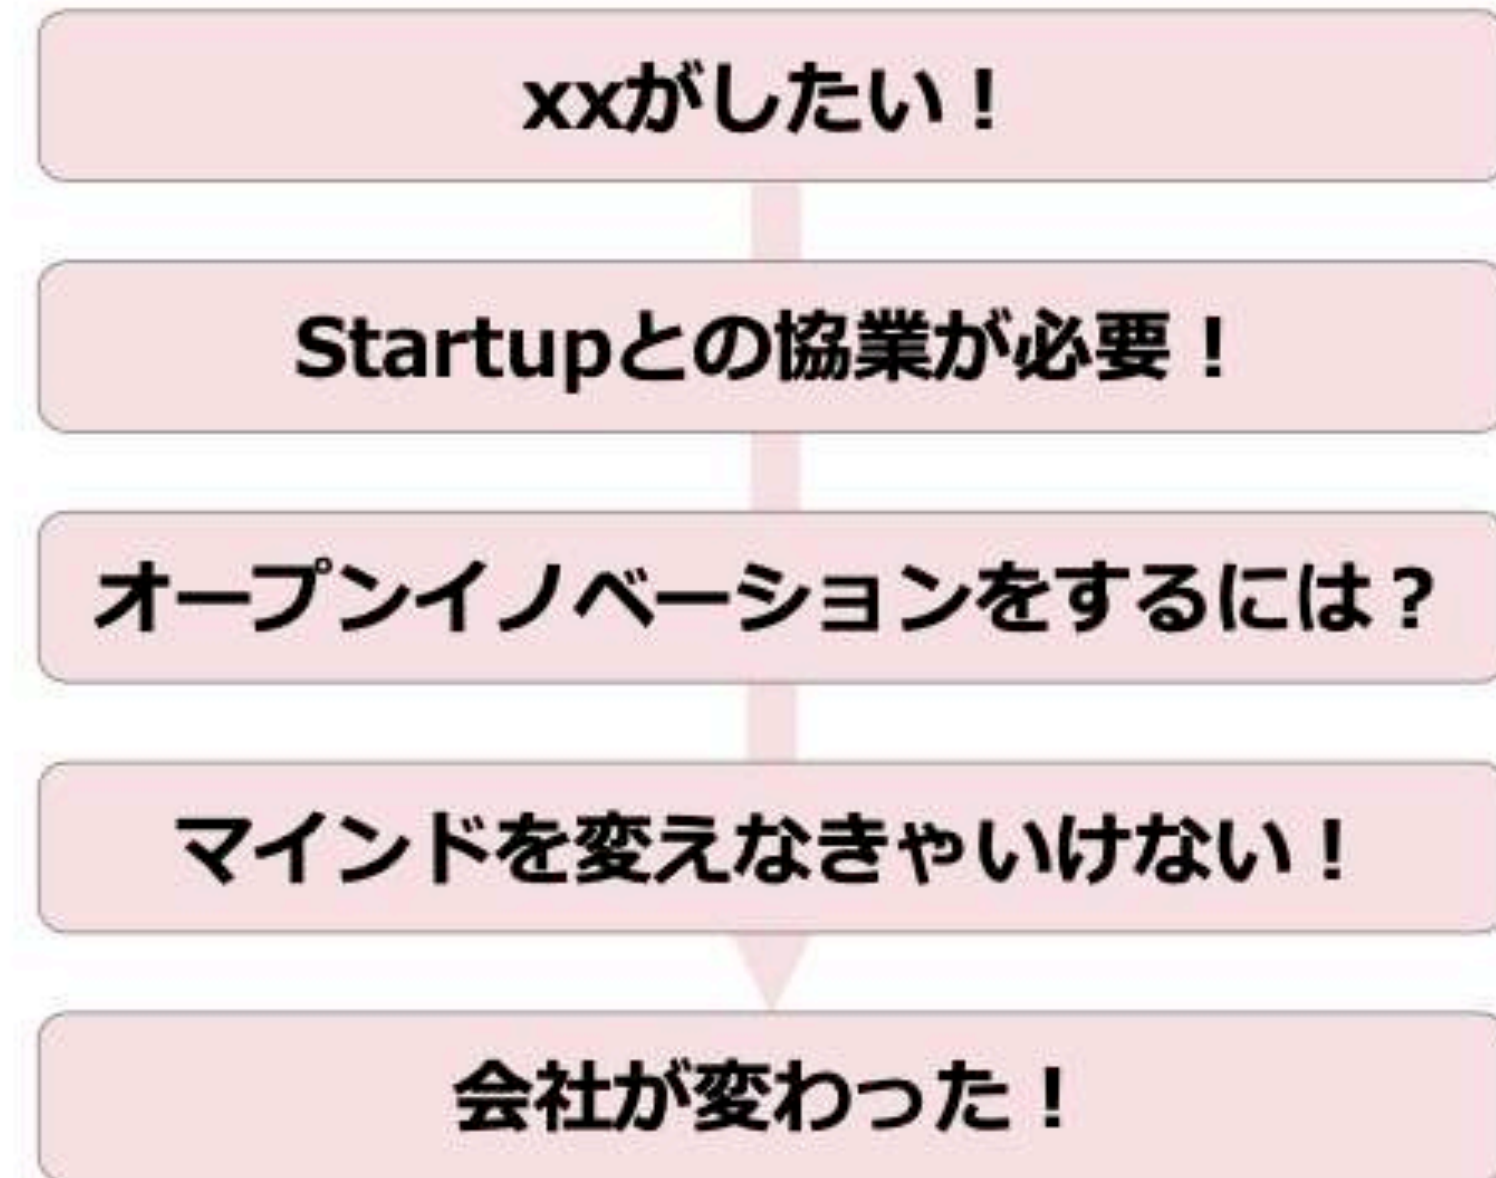 xxがしたい！
Startupとの協業が必要！
オープンイノベーションをするには？
マインドを変えなきゃいけない！
会社が変わった！